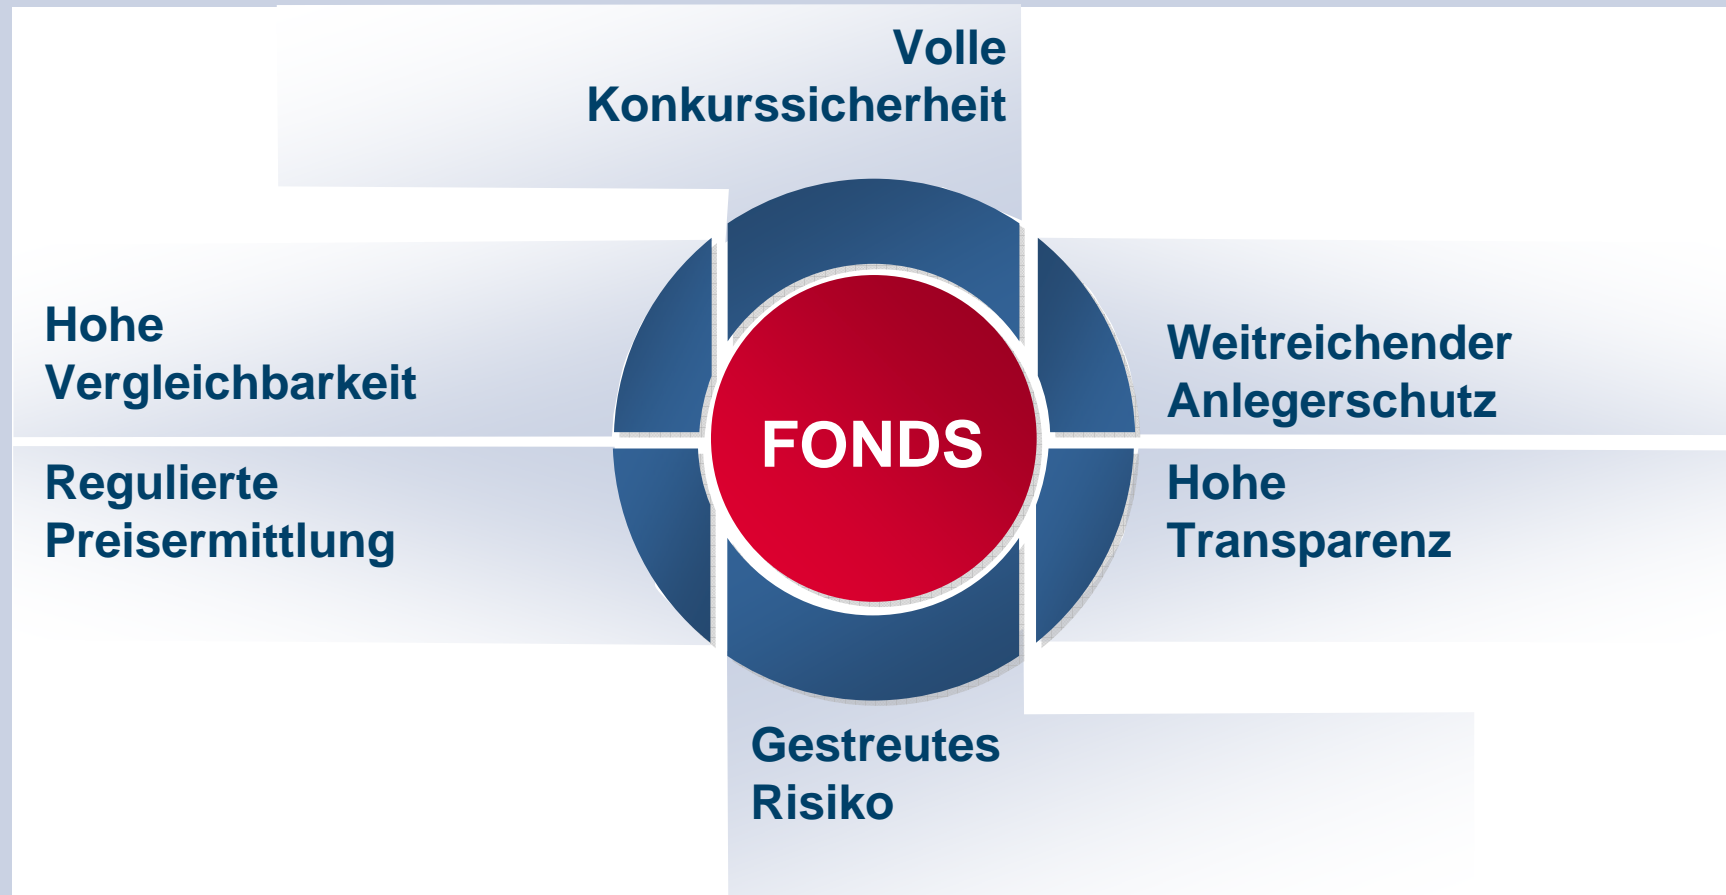 Volle
Konkurssicherheit
Hohe
Vergleichbarkeit
Weitreichender
Anlegerschutz
FONDS
Regulierte
Preisermittlung
Hohe
Transparenz
Gestreutes
Risiko